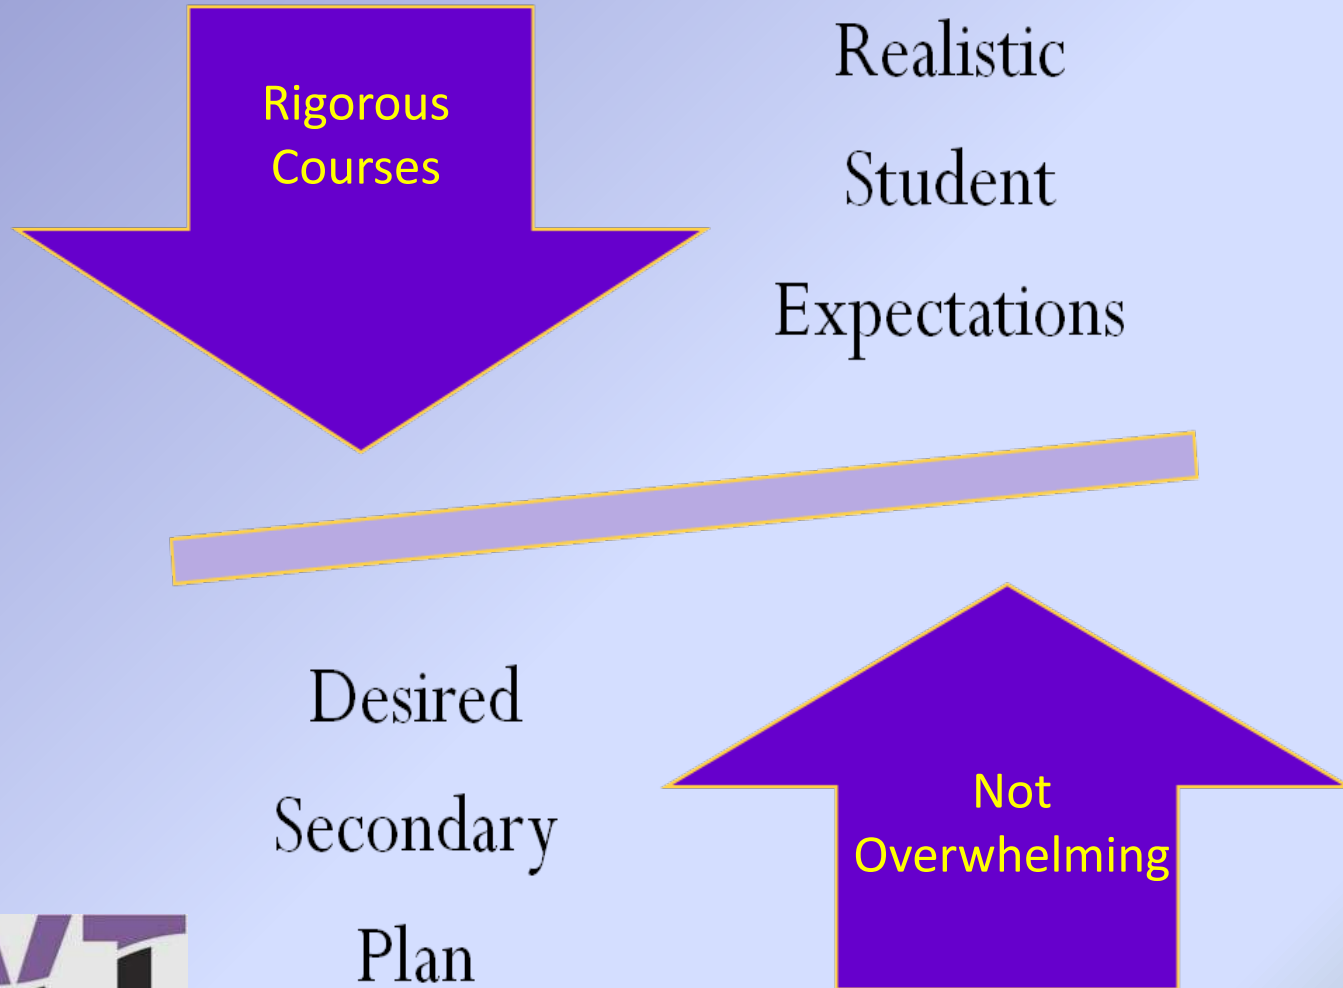 Rigorous
Courses
Realistic
Student
Expectations
Desired
Secondary
Plan
Not
Overwhelming